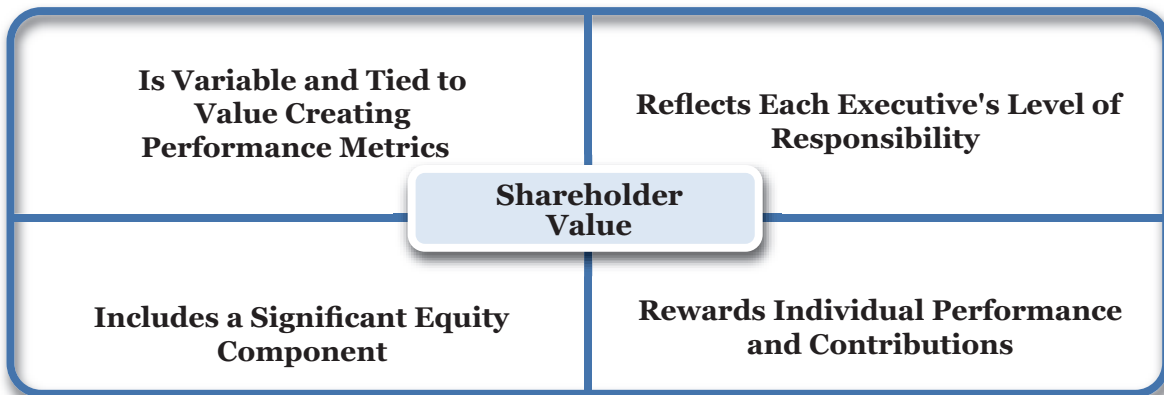 Is Variable and Tied to
Value Creating
Performance Metrics
Reflects Each Executive's Level of
Responsibility
Shareholder
Value
Includes a Significant Equity
Component
Rewards Individual Performance
and Contributions